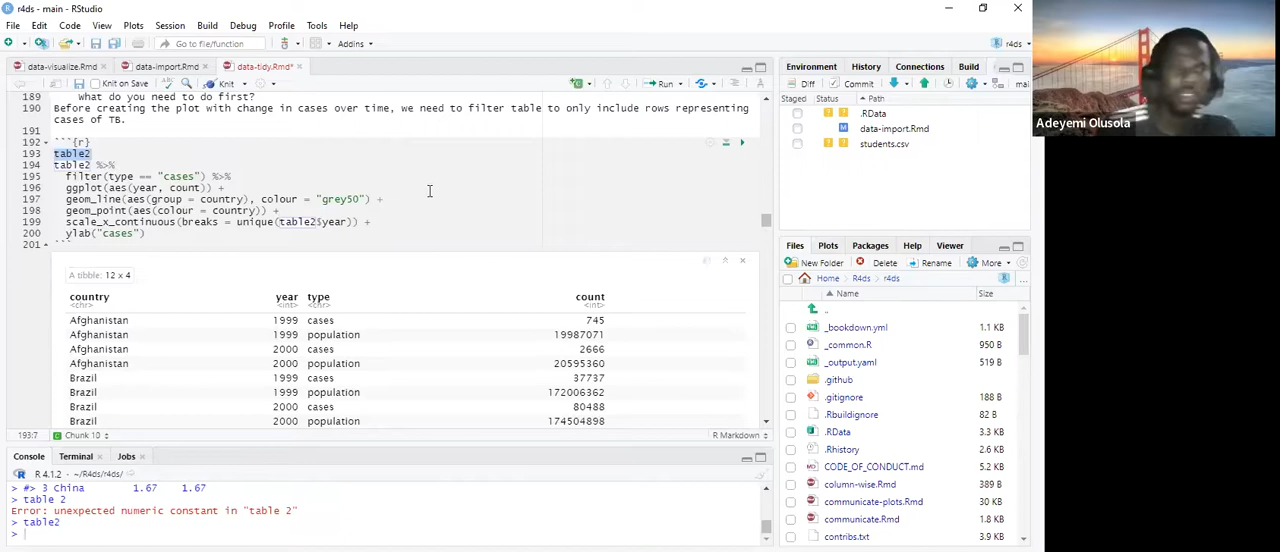 r4ds - main - RStudio
File Edit Code View Plots Session Build Debug Profile Tools Help
Go to file/function Addins r4ds
data-visualize.Rmd data-import.Rmd data-tidy.Rmd*
Knit on Save Knit Run
189 What do you need to do first?
190 Before creating the plot with change in cases over time, we need to filter table to only include rows representing
cases of TB.
191
192 ```{r}
193 table2
194 table2 %>%
195 filter(type == "cases") %>%
196 ggplot(aes(year, count)) +
197 geom_line(aes(group = country), colour = "grey50") +
198 geom_point(aes(colour = country)) +
199 scale_x_continuous(breaks = unique(table2$year)) +
200 ylab("cases")
201 ```
A tibble: 12 x 4
country year type count
<chr> <int> <chr> <int>
Afghanistan 1999 cases 745
Afghanistan 1999 population 19987071
Afghanistan 2000 cases 2666
Afghanistan 2000 population 20595360
Brazil 1999 cases 37737
Brazil 1999 population 172006362
Brazil 2000 cases 80488
Brazil 2000 population 174504898
193:7 Chunk 10 R Markdown
Console Terminal Jobs
R 4.1.2 · ~/R4ds/r4ds/
> #> 3 China 1.67 1.67
> table 2
Error: unexpected numeric constant in "table 2"
> table2
>
Environment History Connections Build
Diff Commit mai
Staged Status Path
.RData
M data-import.Rmd
students.csv
Files Plots Packages Help Viewer
New Folder Delete Rename More
Home R4ds r4ds ...
Name Size
..
_bookdown.yml 1.1 KB
_common.R 950 B
_output.yaml 519 B
.github
.gitignore 188 B
.Rbuildignore 82 B
.RData 3.3 KB
.Rhistory 2.6 KB
CODE_OF_CONDUCT.md 5.2 KB
column-wise.Rmd 389 B
communicate-plots.Rmd 30 KB
communicate.Rmd 1.8 KB
contribs.txt 3.9 KB
Adeyemi Olusola